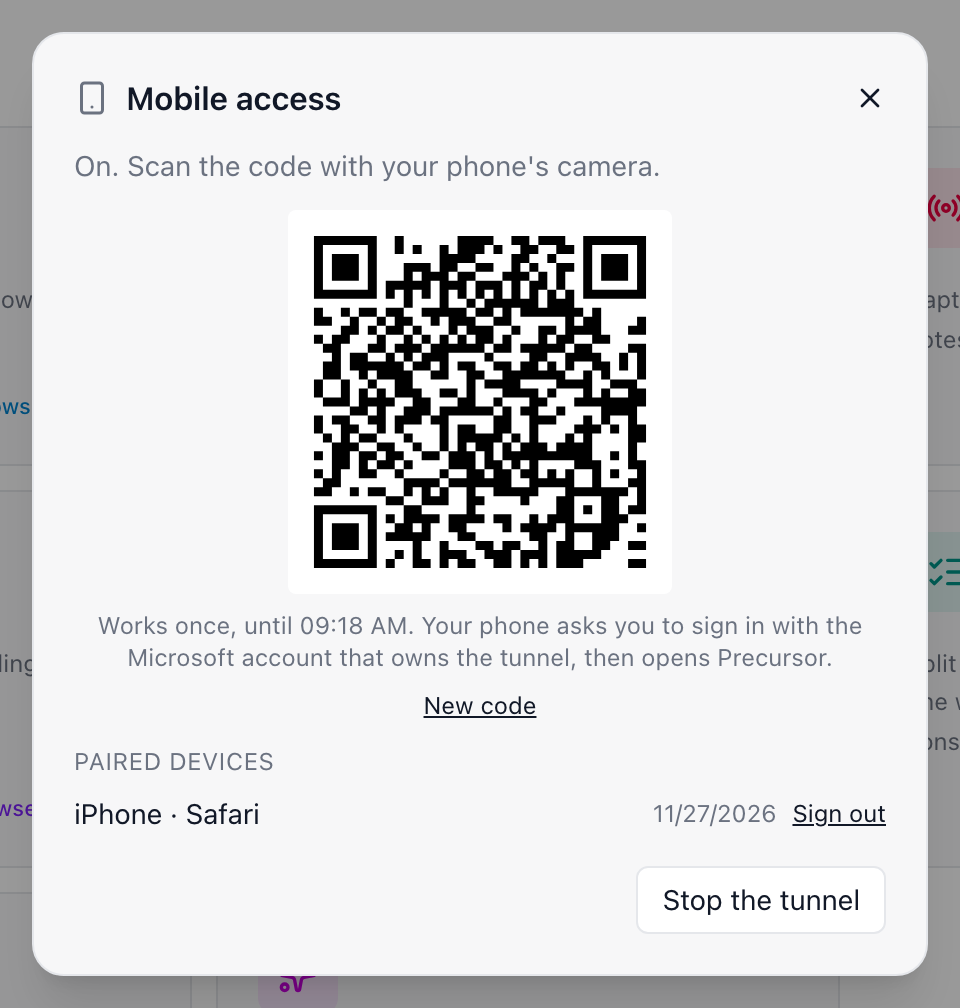 Mobile access
On. Scan the code with your phone's camera.
Works once, until 09:18 AM. Your phone asks you to sign in with the
Microsoft account that owns the tunnel, then opens Precursor.
New code
PAIRED DEVICES
iPhone · Safari 11/27/2026 Sign out
Stop the tunnel